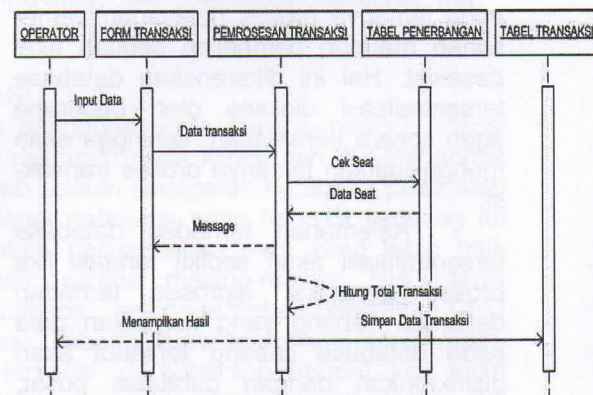 OPERATOR
FORM TRANSAKSI
PEMROSESAN TRANSAKSI
TABEL PENERBANGAN
TABEL TRANSAKSI
Input Data
Data transaksi
Cek Seat
Data Seat
Message
Hitung Total Transaksi
Menampilkan Hasil
Simpan Data Transaksi